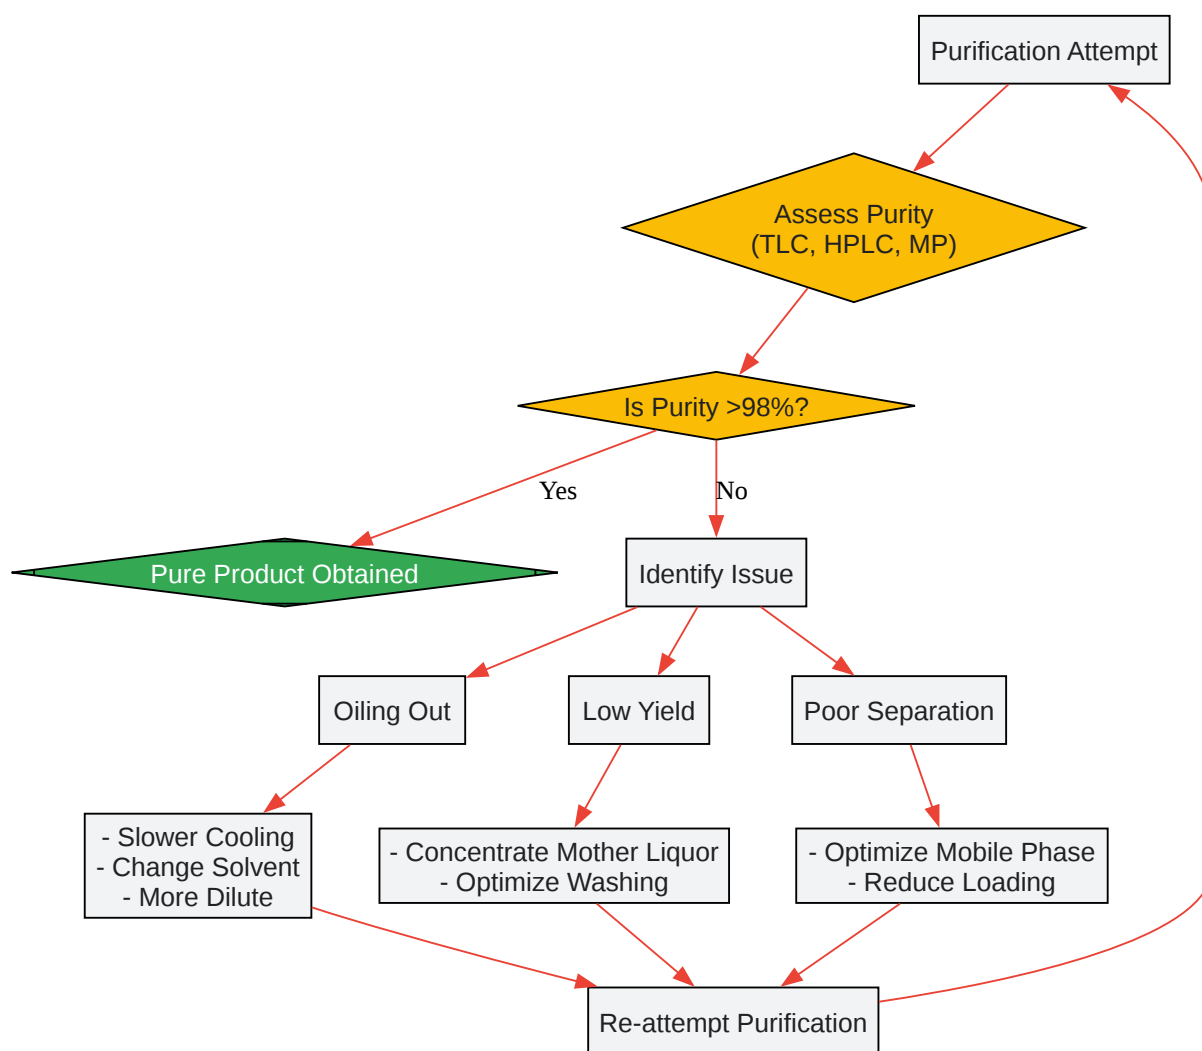 Purification Attempt
Assess Purity
(TLC, HPLC, MP)
Is Purity >98%?
Yes
No
Pure Product Obtained
Identify Issue
Oiling Out
Low Yield
Poor Separation
- Slower Cooling
- Change Solvent
- More Dilute
- Concentrate Mother Liquor
- Optimize Washing
- Optimize Mobile Phase
- Reduce Loading
Re-attempt Purification